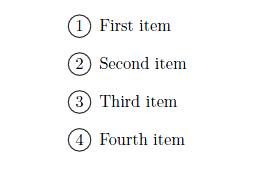 ① First item
② Second item
③ Third item
④ Fourth item